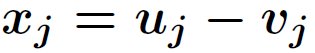 x_j = u_j − v_j